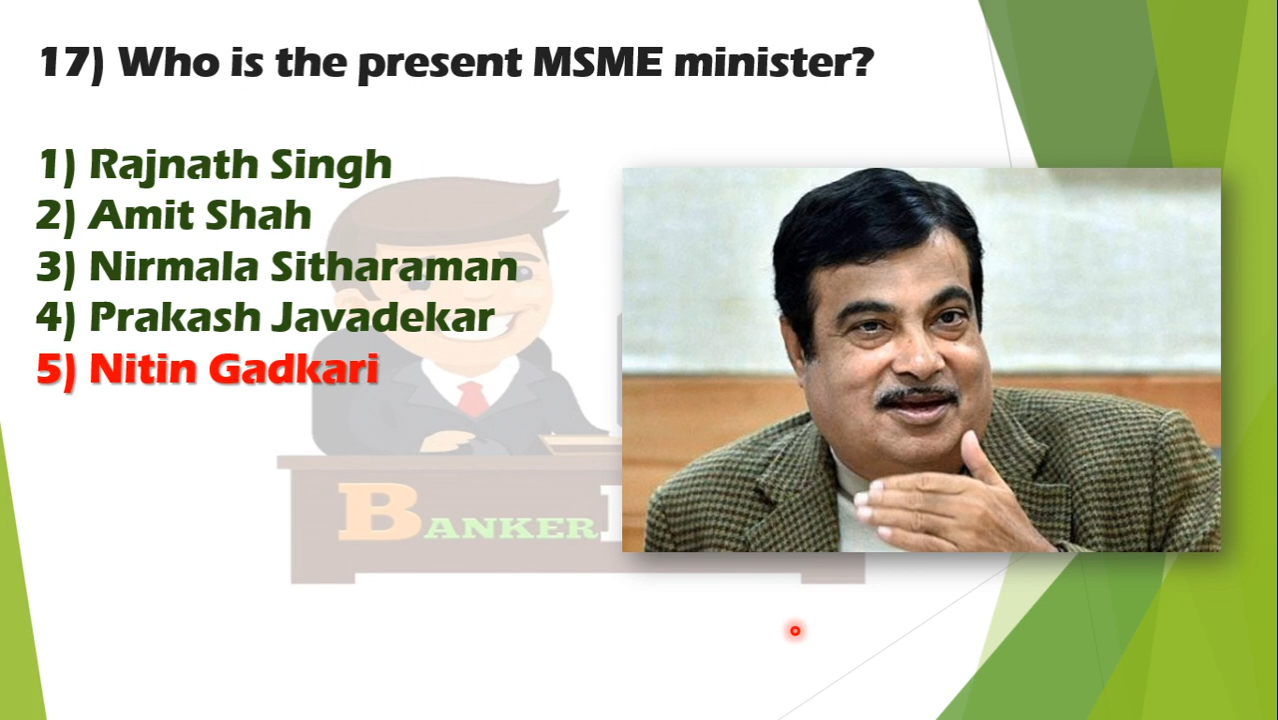 17) Who is the present MSME minister?
1) Rajnath Singh
2) Amit Shah
3) Nirmala Sitharaman
4) Prakash Javadekar
5) Nitin Gadkari
BANKER